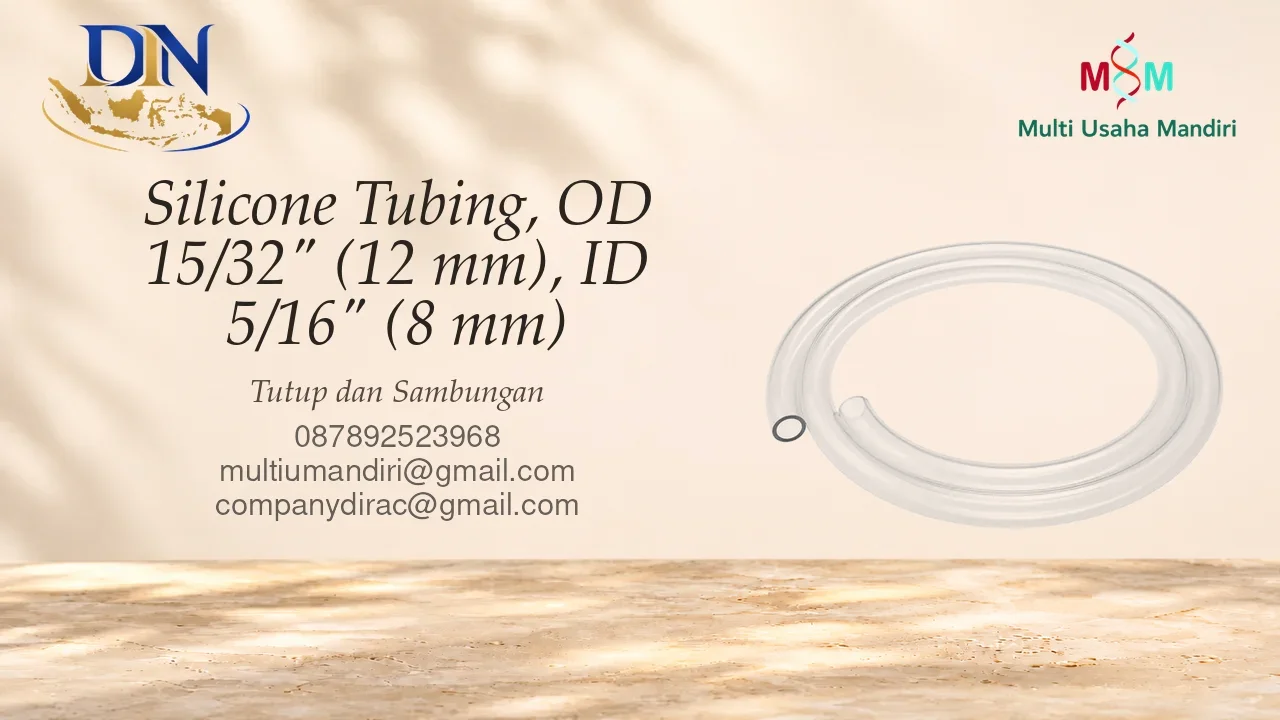 DIN
MSM
Multi Usaha Mandiri
Silicone Tubing, OD
15/32" (12 mm), ID
5/16" (8 mm)
Tutup dan Sambungan
087892523968
multiumandiri@gmail.com
companydirac@gmail.com